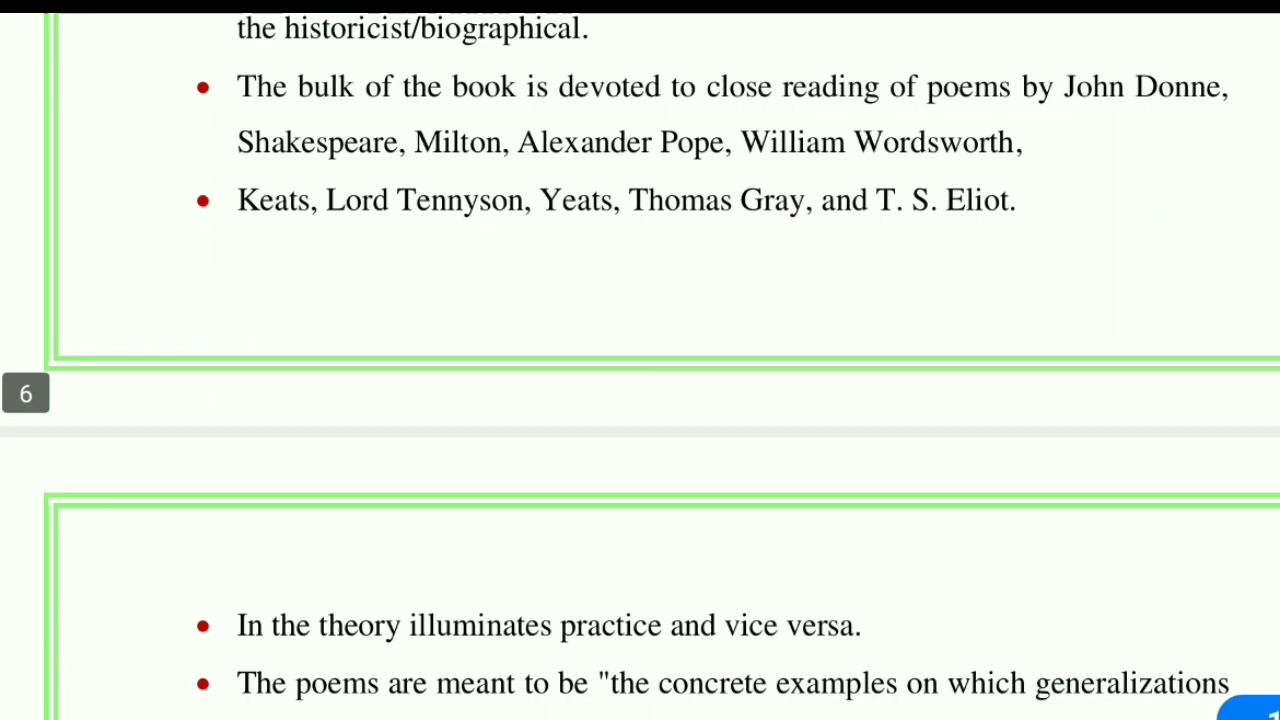 the historicist/biographical.
The bulk of the book is devoted to close reading of poems by John Donne,
Shakespeare, Milton, Alexander Pope, William Wordsworth,
Keats, Lord Tennyson, Yeats, Thomas Gray, and T. S. Eliot.
6
In the theory illuminates practice and vice versa.
The poems are meant to be "the concrete examples on which generalizations